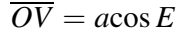 $\overline{OV} = a\cos E$